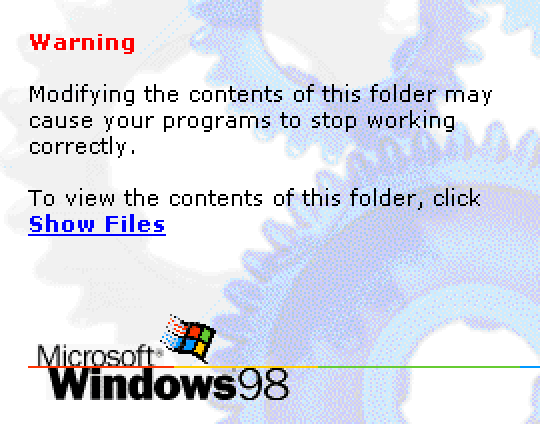 Warning
Modifying the contents of this folder may
cause your programs to stop working
correctly.
To view the contents of this folder, click
Show Files
Microsoft®
Windows98